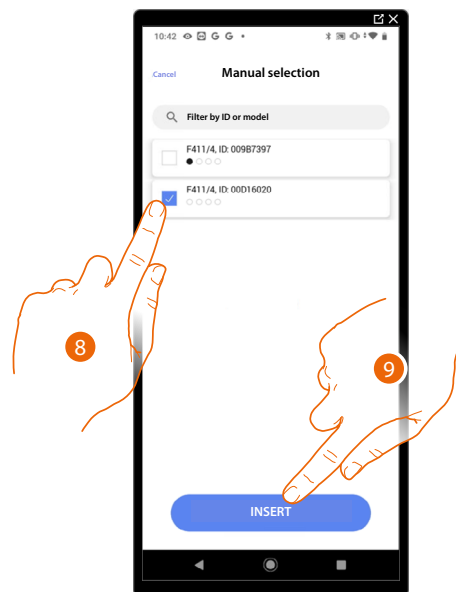 10:42 G G
Cancel
Manual selection
Filter by ID or model
F411/4, ID: 009B7397
F411/4, ID: 00D16020
8
9
INSERT